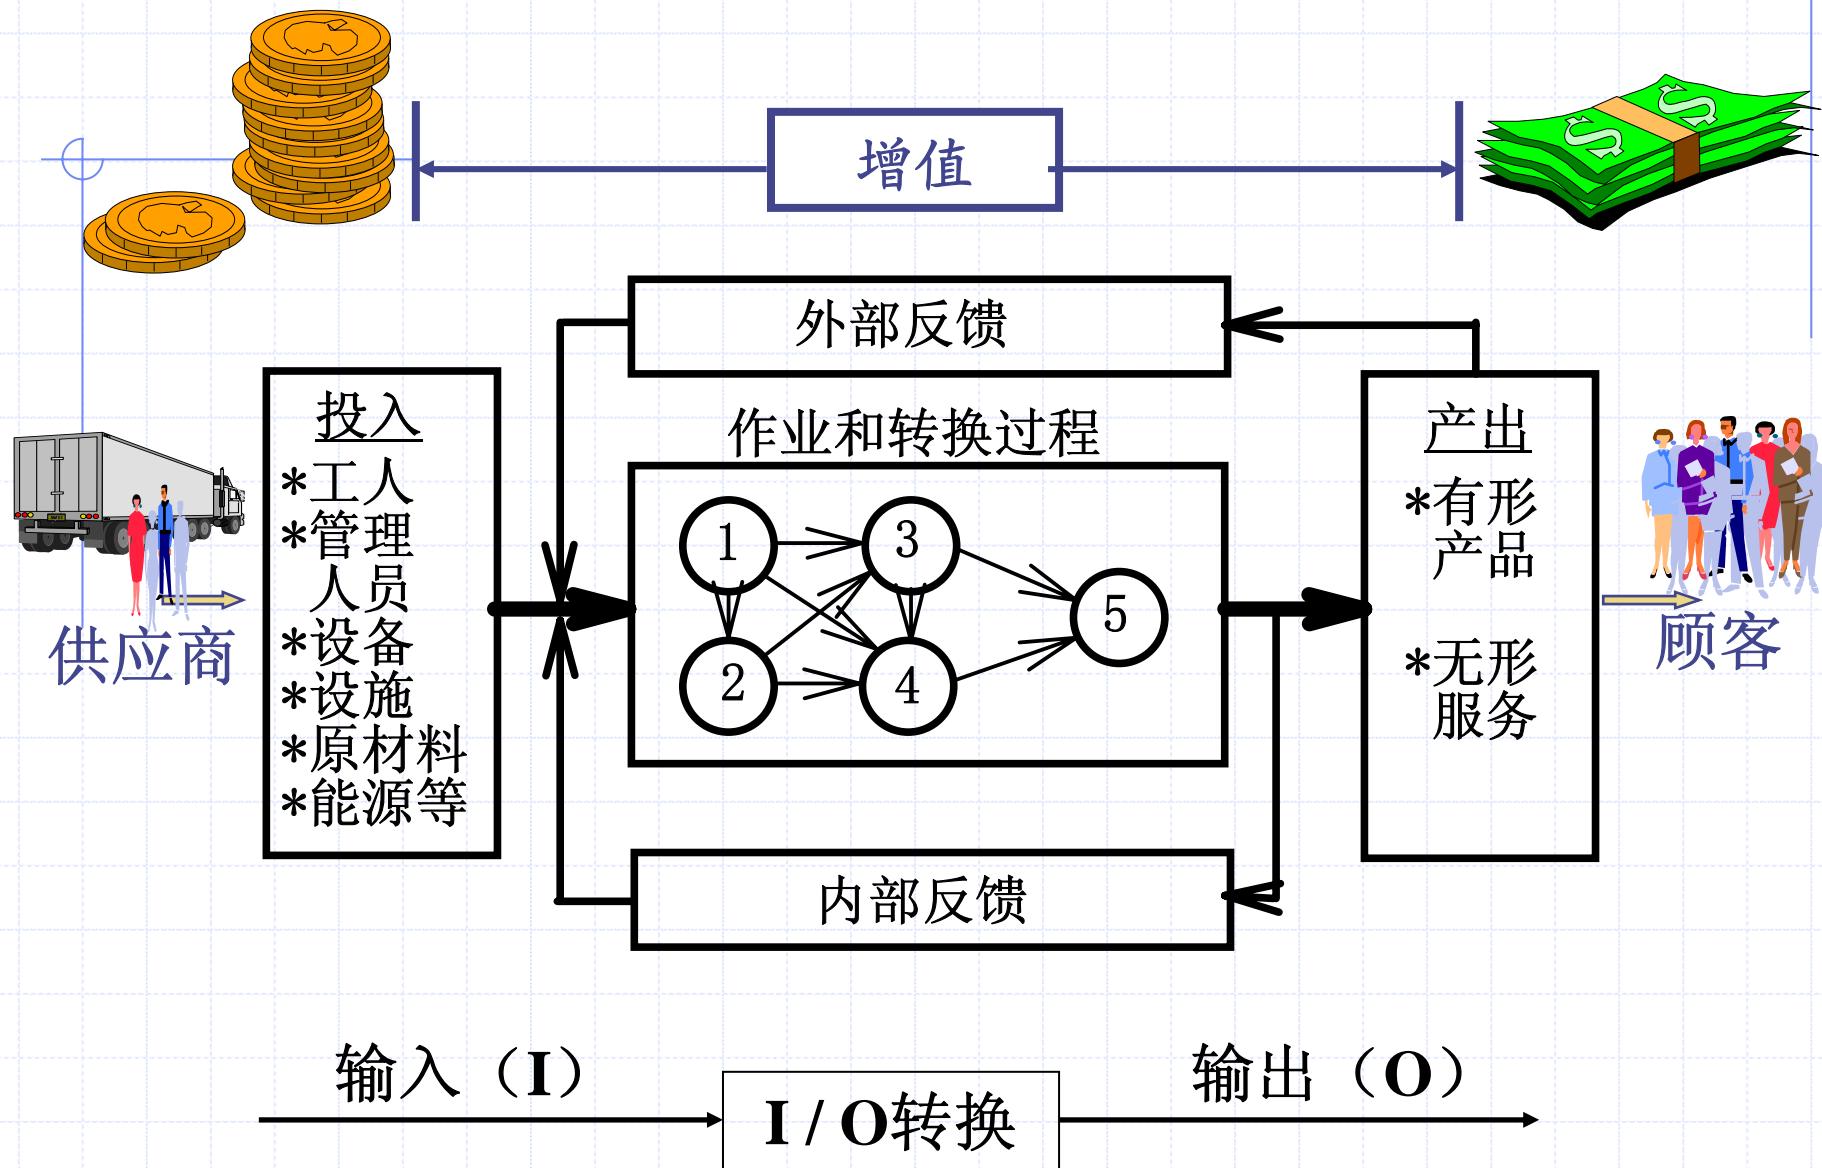 增值
外部反馈
投入
*工人
*管理
人员
*设备
*设施
*原材料
*能源等
供应商
作业和转换过程
1
3
5
2
4
产出
*有形
产品
*无形
服务
顾客
内部反馈
输入（I）
I / O转换
输出（O）